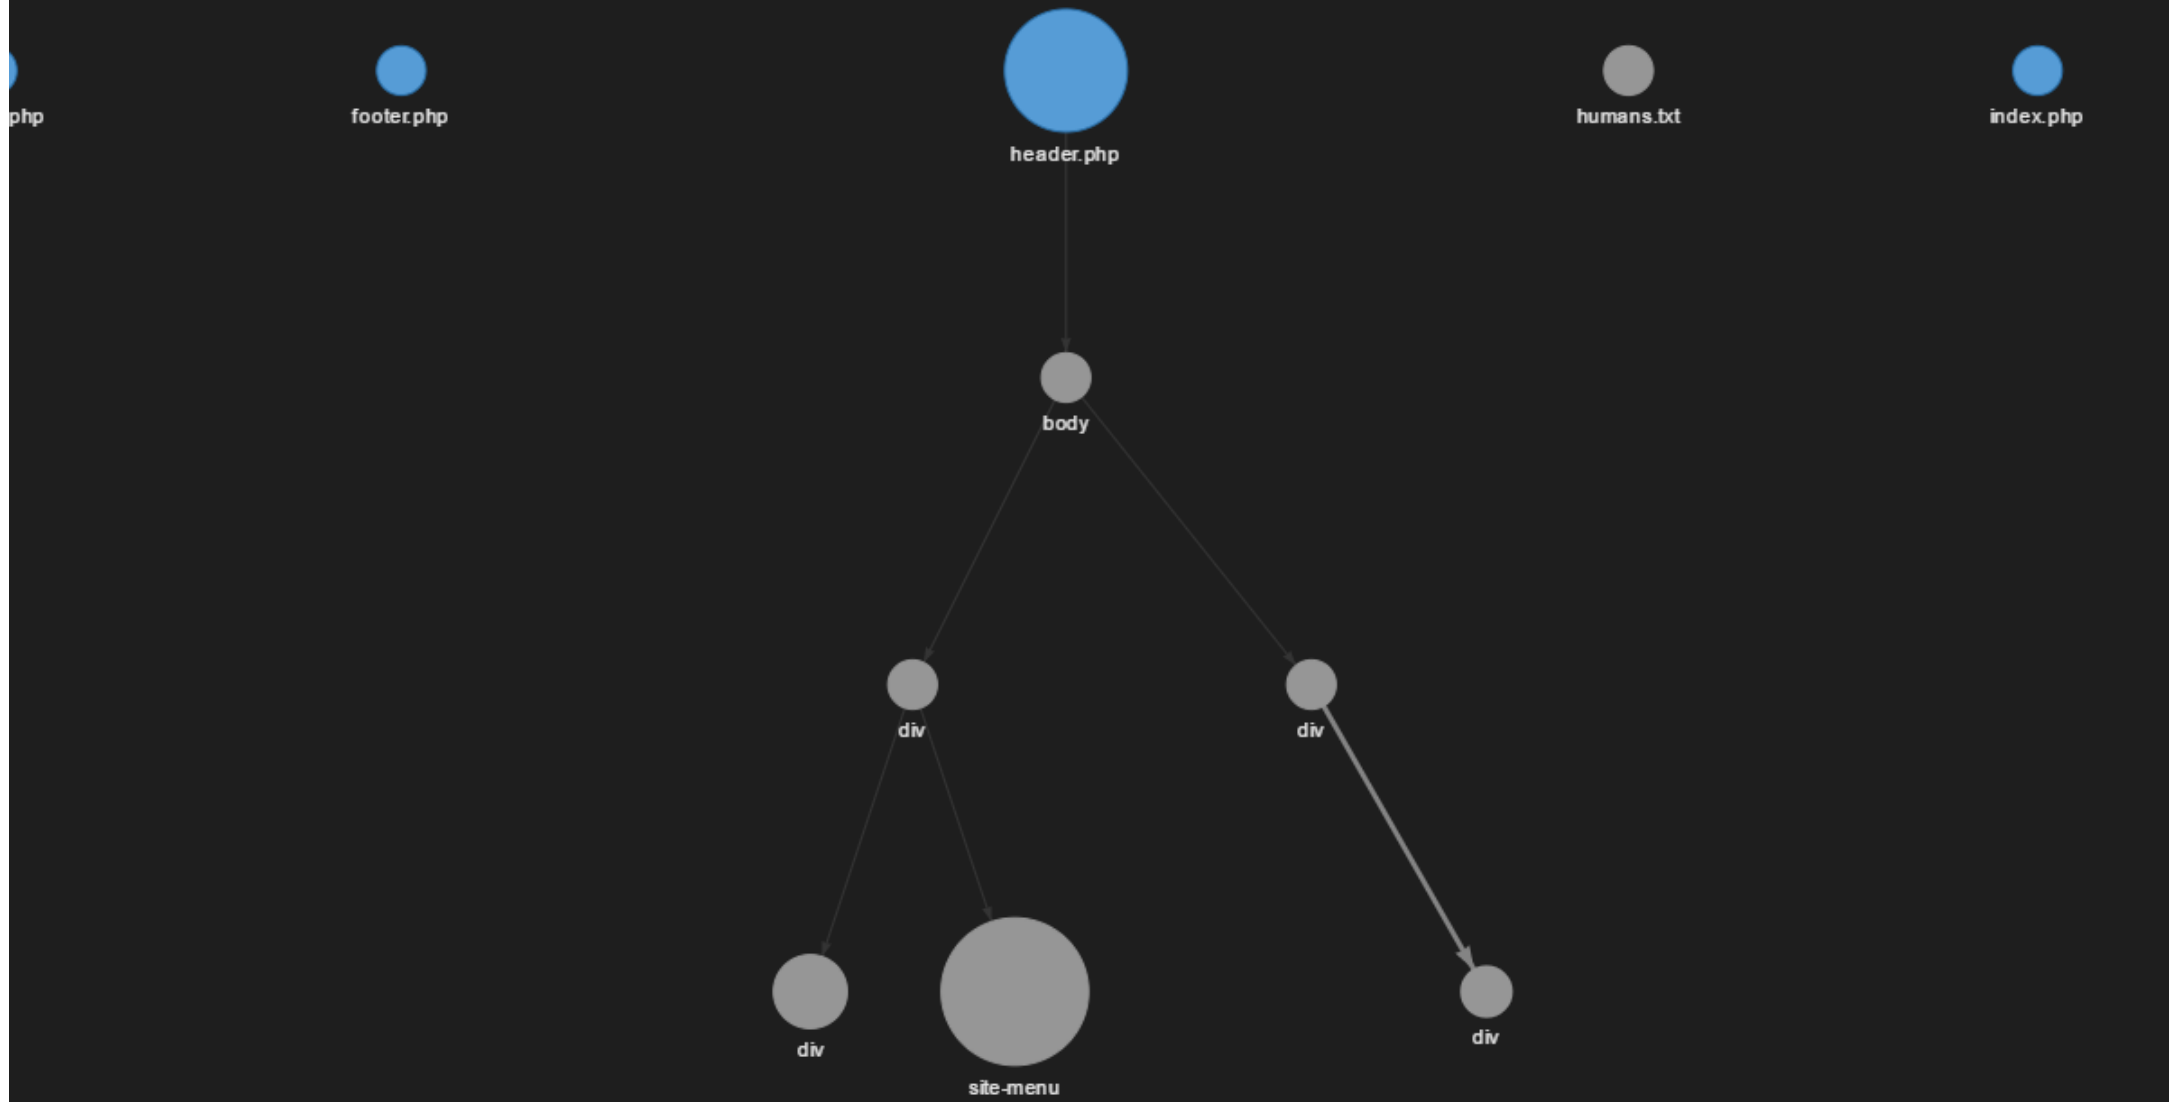 php
footer.php
header.php
humans.txt
index.php
body
div
div
div
site-menu
div